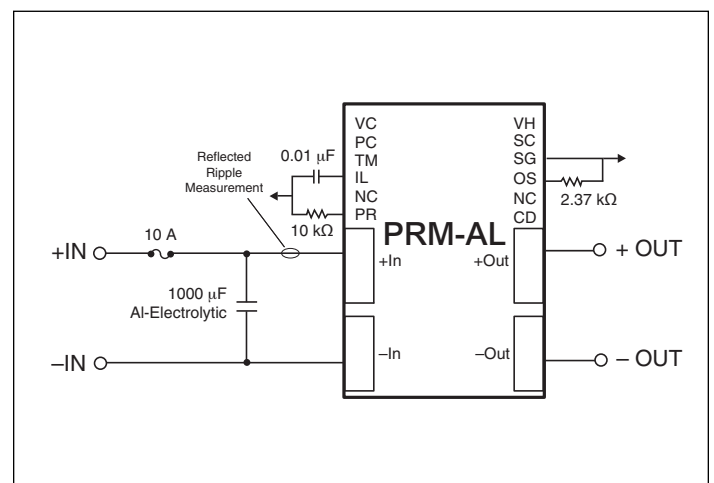 VC
PC
TM
IL
NC
PR
VH
SC
SG
OS
NC
CD
Reflected
Ripple
Measurement
0.01 μF
10 kΩ
2.37 kΩ
PRM-AL
10 A
+IN
+In
+Out
+ OUT
1000 μF
Al-Electrolytic
–IN
–In
–Out
– OUT